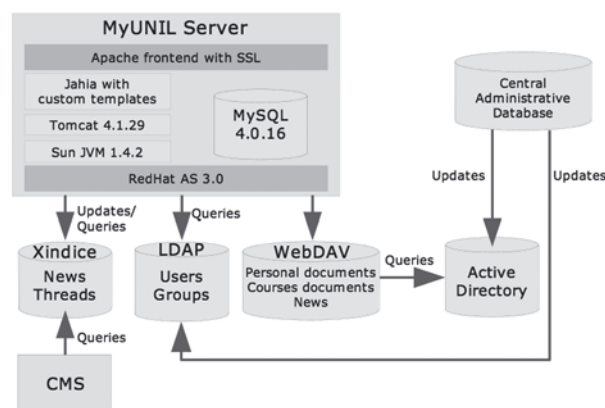 MyUNIL Server
Apache frontend with SSL
Jahia with
custom templates
Tomcat 4.1.29
Sun JVM 1.4.2
MySQL
4.0.16
RedHat AS 3.0
Central
Administrative
Database
Updates
Updates
Updates/
Queries
Queries
Xindice
News
Threads
LDAP
Users
Groups
WebDAV
Personal documents
Courses documents
News
Queries
Active
Directory
Queries
CMS